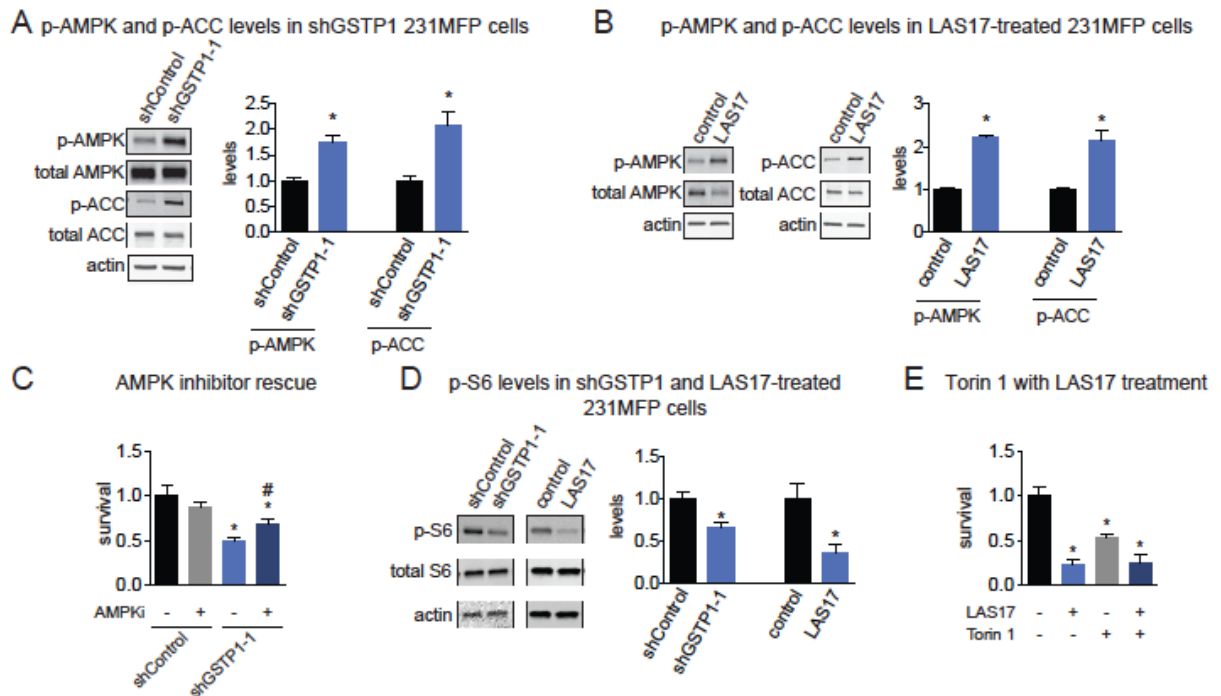 A p-AMPK and p-ACC levels in shGSTP1 231MFP cells
shControl
shGSTP1-1
p-AMPK
total AMPK
p-ACC
total ACC
actin
levels
2.5
2.0
1.5
1.0
0.5
0.0
*
*
shControl
shGSTP1-1
shControl
shGSTP1-1
p-AMPK
p-ACC
B p-AMPK and p-ACC levels in LAS17-treated 231MFP cells
control
LAS17
p-AMPK
total AMPK
actin
control
LAS17
p-ACC
total ACC
actin
levels
3
2
1
0
*
*
control
LAS17
control
LAS17
p-AMPK
p-ACC
C AMPK inhibitor rescue
survival
1.5
1.0
0.5
0.0
*
#
*
AMPKi - + - +
shControl
shGSTP1-1
D p-S6 levels in shGSTP1 and LAS17-treated
231MFP cells
shControl
shGSTP1-1
control
LAS17
p-S6
total S6
actin
levels
1.5
1.0
0.5
0.0
*
*
shControl
shGSTP1-1
control
LAS17
E Torin 1 with LAS17 treatment
survival
1.5
1.0
0.5
0.0
*
*
*
LAS17 - + - +
Torin 1 - - + +